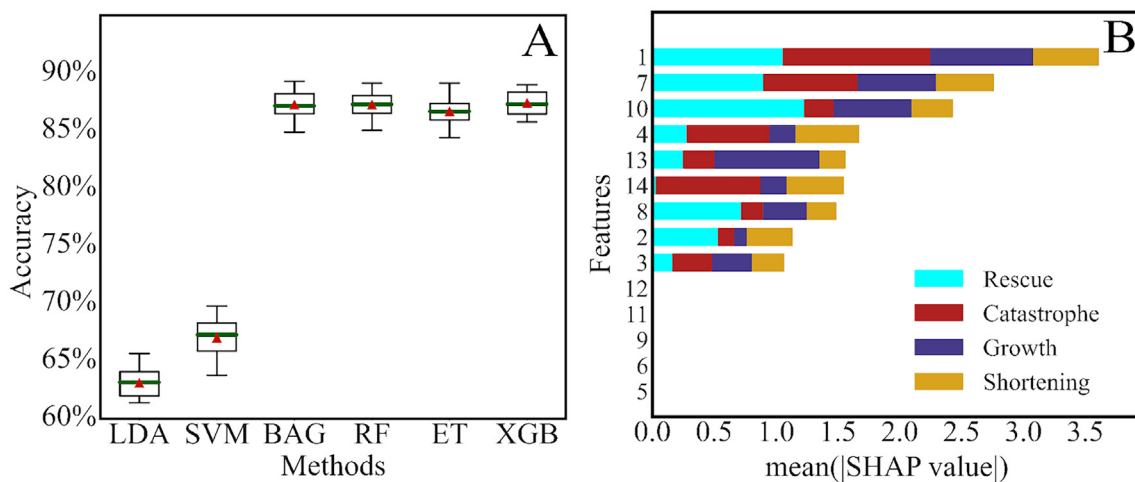 A
90%
85%
80%
75%
70%
65%
60%
Accuracy
LDA SVM BAG RF ET XGB
Methods
B
1
7
10
4
13
14
8
2
3
12
11
9
6
5
Features
Rescue
Catastrophe
Growth
Shortening
0.0 0.5 1.0 1.5 2.0 2.5 3.0 3.5
mean(|SHAP value|)